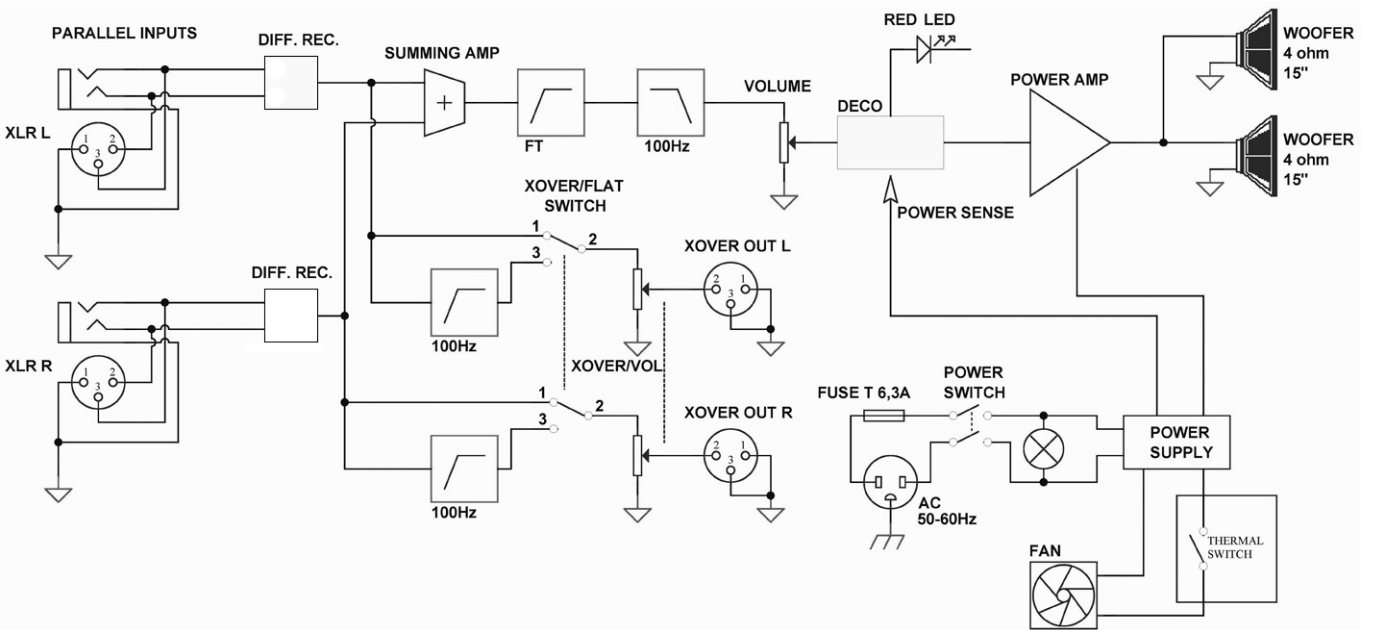 PARALLEL INPUTS
DIFF. REC.
SUMMING AMP
+
FT
100Hz
VOLUME
DECO
RED LED
POWER AMP
WOOFER
4 ohm
15"
WOOFER
4 ohm
15"
XLR L
1
2
3
POWER SENSE
XOVER/FLAT
SWITCH
1
2
3
XOVER OUT L
2
1
3
100Hz
DIFF. REC.
XLR R
1
2
3
XOVER/VOL
1
2
3
XOVER OUT R
2
1
3
100Hz
FUSE T 6,3A
POWER
SWITCH
AC
50-60Hz
POWER
SUPPLY
THERMAL
SWITCH
FAN